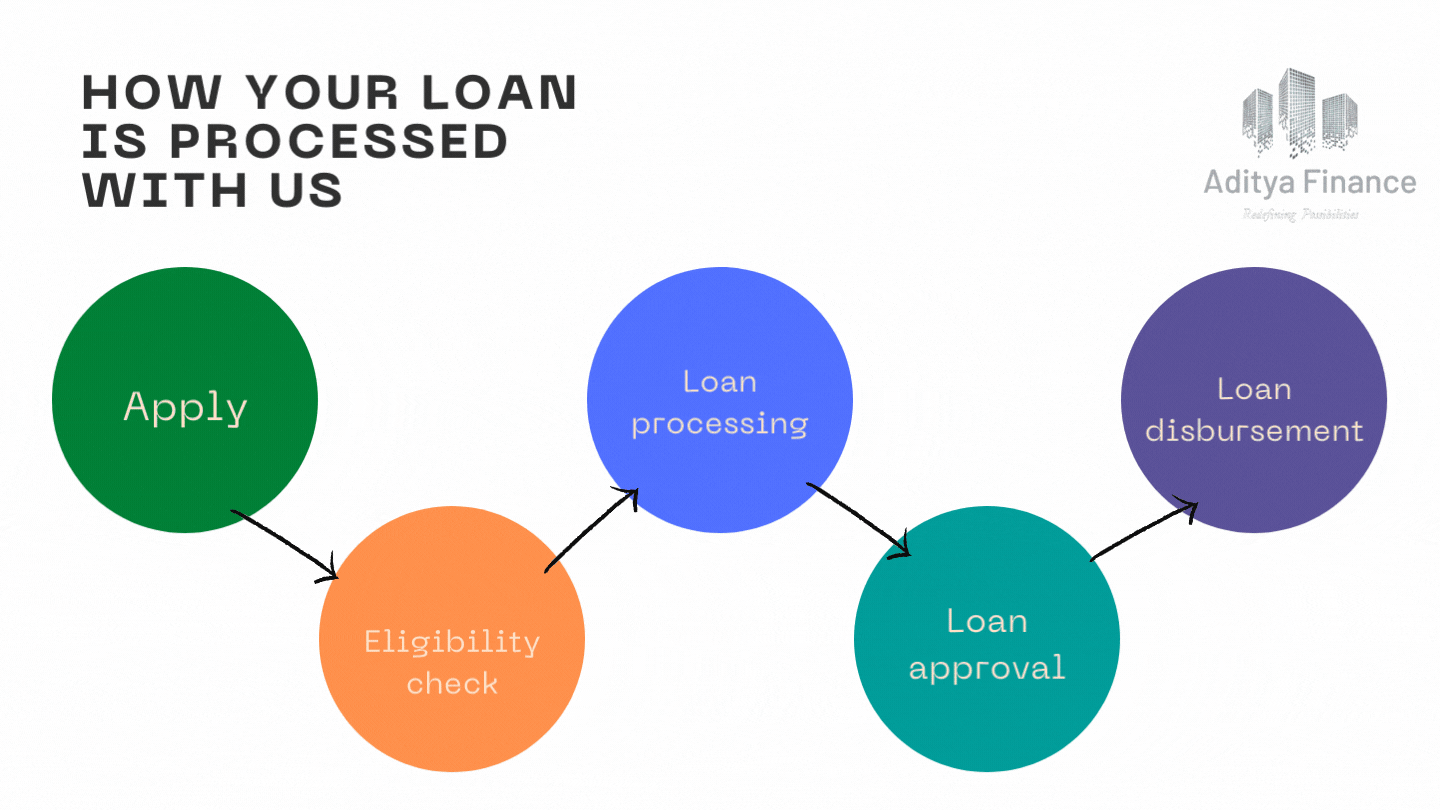 HOW YOUR LOAN
IS PROCESSED
WITH US
Aditya Finance
Redefining Possibilities
Apply
Eligibility
check
Loan
processing
Loan
approval
Loan
disbursement